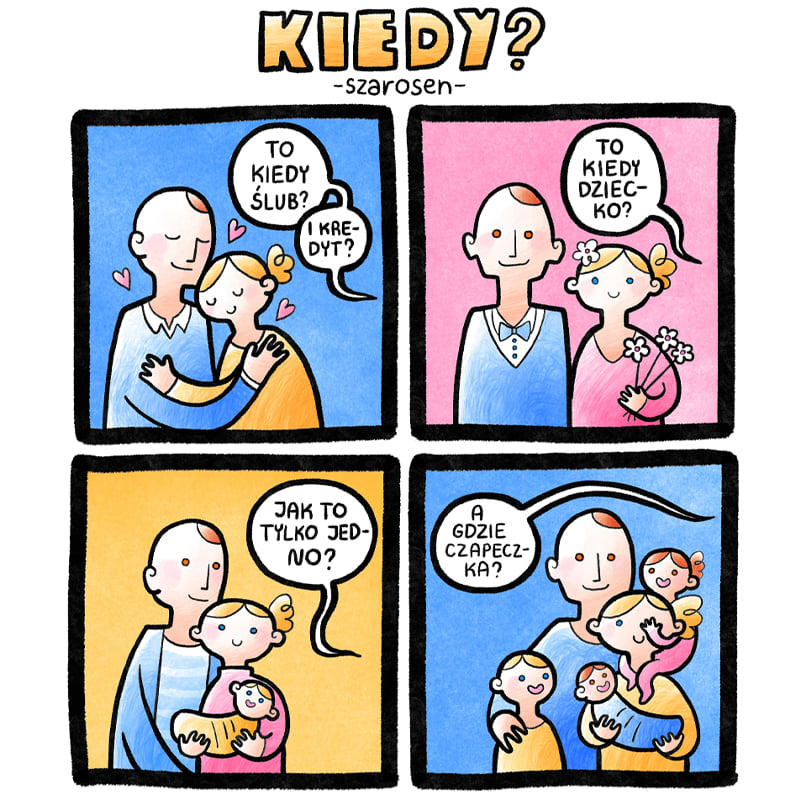 KIEDY?
-szarosen-
TO
KIEDY
ŚLUB?
I KRE-
DYT?
TO
KIEDY
DZIEC-
KO?
JAK TO
TYLKO JED-
NO?
A
GDZIE
CZAPECZ-
KA?